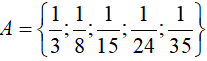 A = {1/3; 1/8; 1/15; 1/24; 1/35}